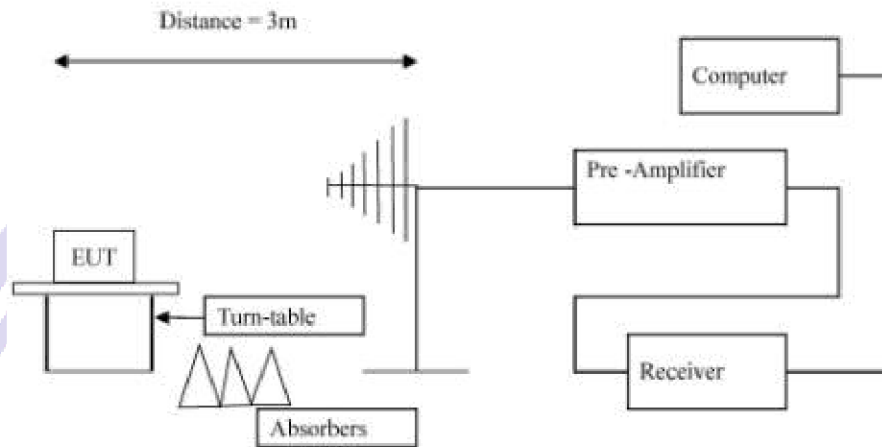 Distance = 3m
Computer
Pre -Amplifier
EUT
Turn-table
Receiver
Absorbers